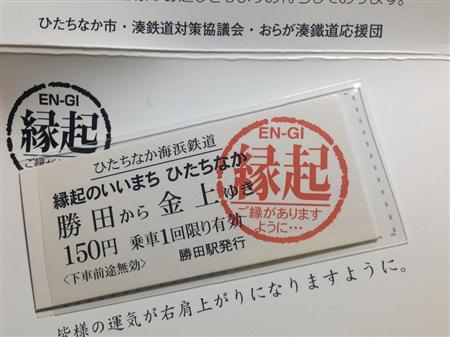 ひたちなか市・湊鉄道対策協議会・おらが湊鐵道応援団
EN-GI
縁起
ひたちなか海浜鉄道
縁起のいいまち ひたちなか
勝田から金上ゆき
150円 乗車1回限り有効
〈下車前途無効〉 勝田駅発行
EN-GI
縁起
ご縁があります
ように…
皆様の運気が右肩上がりになりますように。